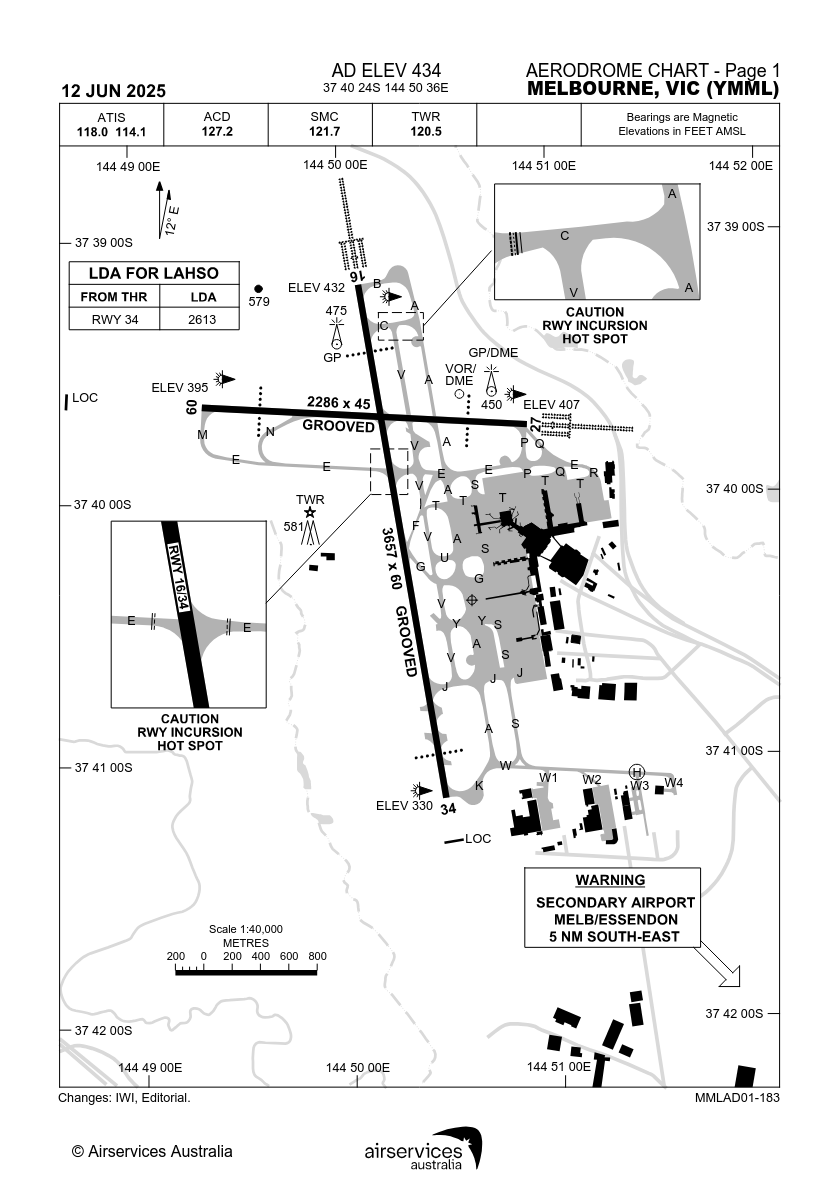 AD ELEV 434
AERODROME CHART - Page 1
12 JUN 2025
37 40 24S 144 50 36E
MELBOURNE, VIC (YMML)
ATIS
118.0 114.1
ACD
127.2
SMC
121.7
TWR
120.5
Bearings are Magnetic
Elevations in FEET AMSL
144 49 00E
144 50 00E
144 51 00E
144 52 00E
12° E
37 39 00S
37 39 00S
A
C
V
A
CAUTION
RWY INCURSION
HOT SPOT
LDA FOR LAHSO
FROM THR
LDA
RWY 34
2613
579
ELEV 432
16
B
A
C
475
GP
V
A
GP/DME
VOR/
DME
450
ELEV 395
ELEV 407
LOC
09
2286 x 45
GROOVED
27
M
N
E
E
V
A
P
Q
E
E
P
Q
E
R
V
A
S
T
T
T
T
T
37 40 00S
37 40 00S
TWR
581
F
V
A
S
G
U
G
3657 x 60
GROOVED
V
Y
Y
S
A
V
S
J
J
J
RWY 16/34
E
E
CAUTION
RWY INCURSION
HOT SPOT
A
S
37 41 00S
37 41 00S
W
K
W1
W2
H
W3
W4
ELEV 330
34
LOC
WARNING
SECONDARY AIRPORT
MELB/ESSENDON
5 NM SOUTH-EAST
Scale 1:40,000
METRES
200 0 200 400 600 800
37 42 00S
37 42 00S
144 49 00E
144 50 00E
144 51 00E
Changes: IWI, Editorial.
MMLAD01-183
© Airservices Australia
airservices
australia